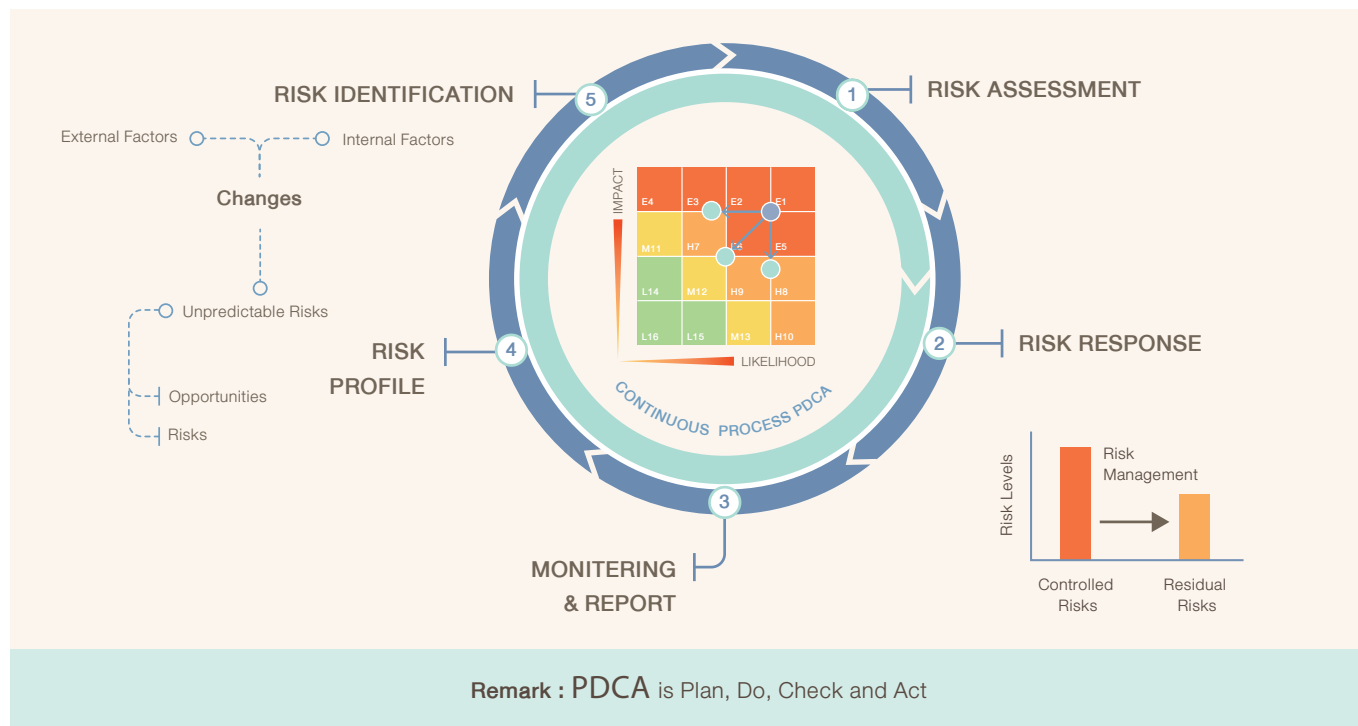 RISK IDENTIFICATION
5
1
RISK ASSESSMENT
External Factors
Internal Factors
Changes
Unpredictable Risks
Opportunities
Risks
IMPACT
E4 E3 E2 E1
M11 H7 E6 E5
L14 M12 H9 H8
L16 L15 M13 H10
LIKELIHOOD
CONTINUOUS PROCESS PDCA
RISK
PROFILE
4
2
RISK RESPONSE
3
MONITERING
& REPORT
Risk Levels
Risk
Management
Controlled
Risks
Residual
Risks
Remark : PDCA is Plan, Do, Check and Act